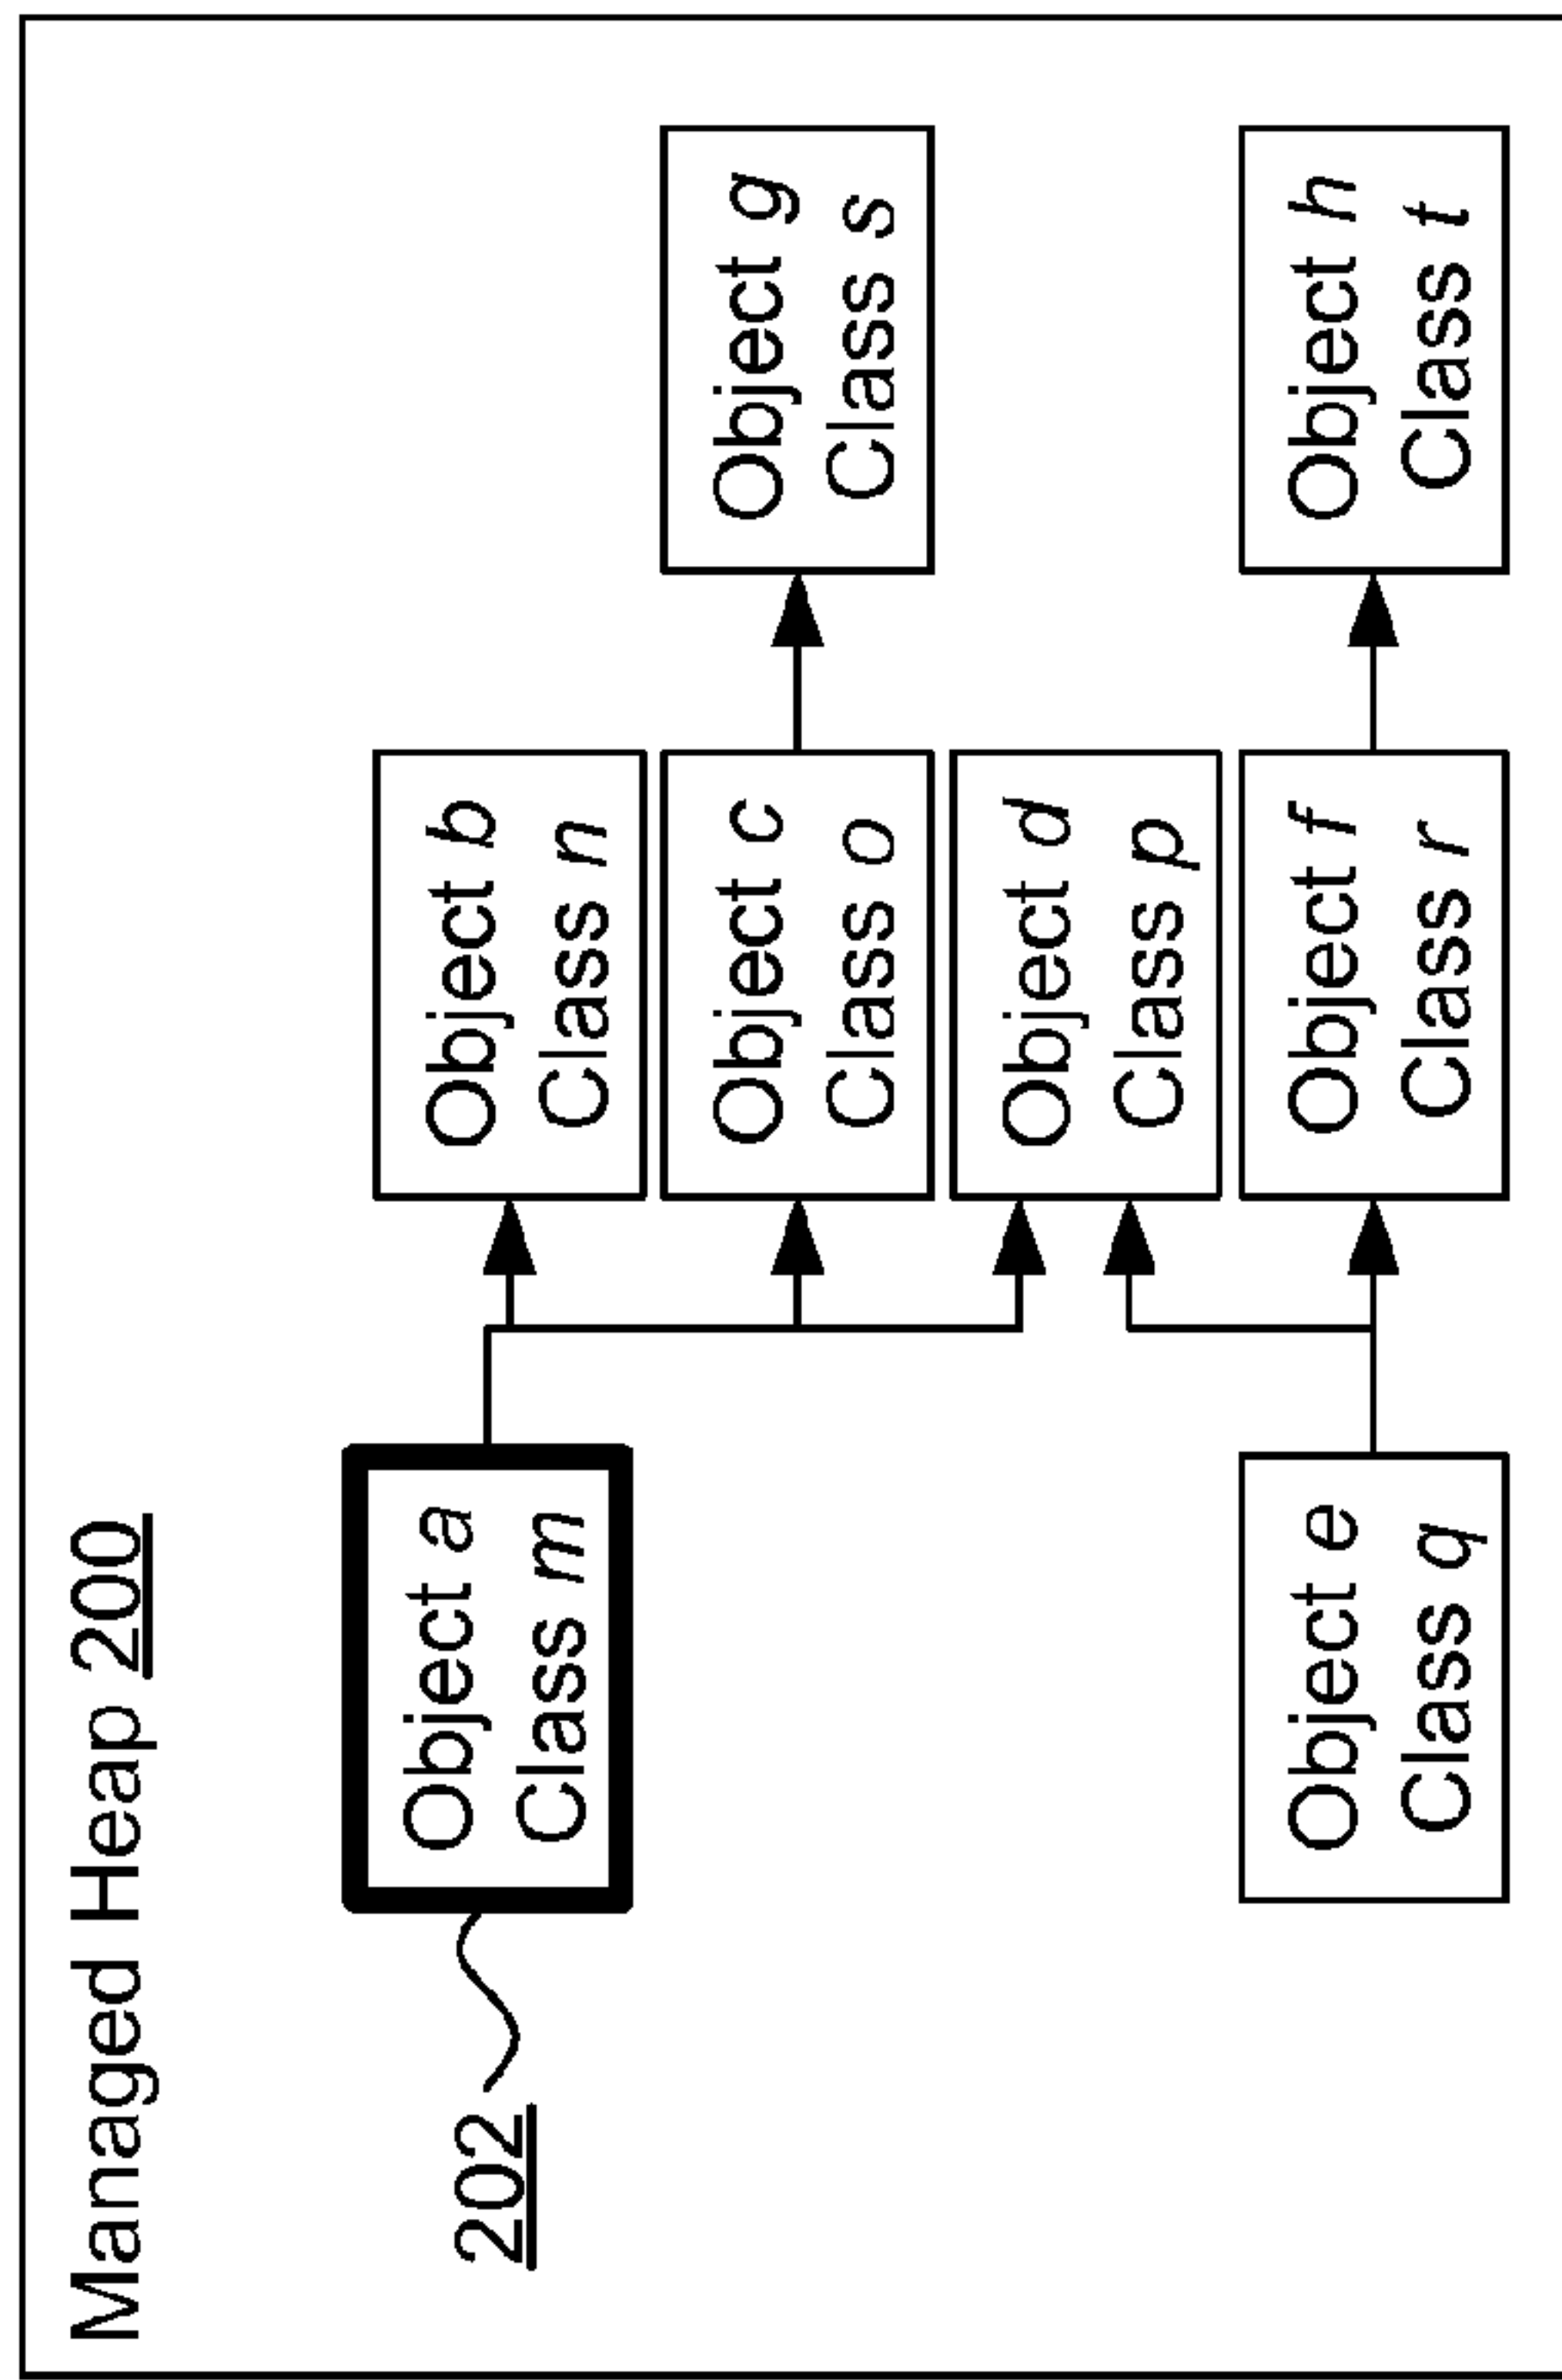 Managed Heap 200
202
Object a
Class m
Object b
Class n
Object c
Class o
Object g
Class s
Object d
Class p
Object e
Class q
Object f
Class r
Object h
Class t